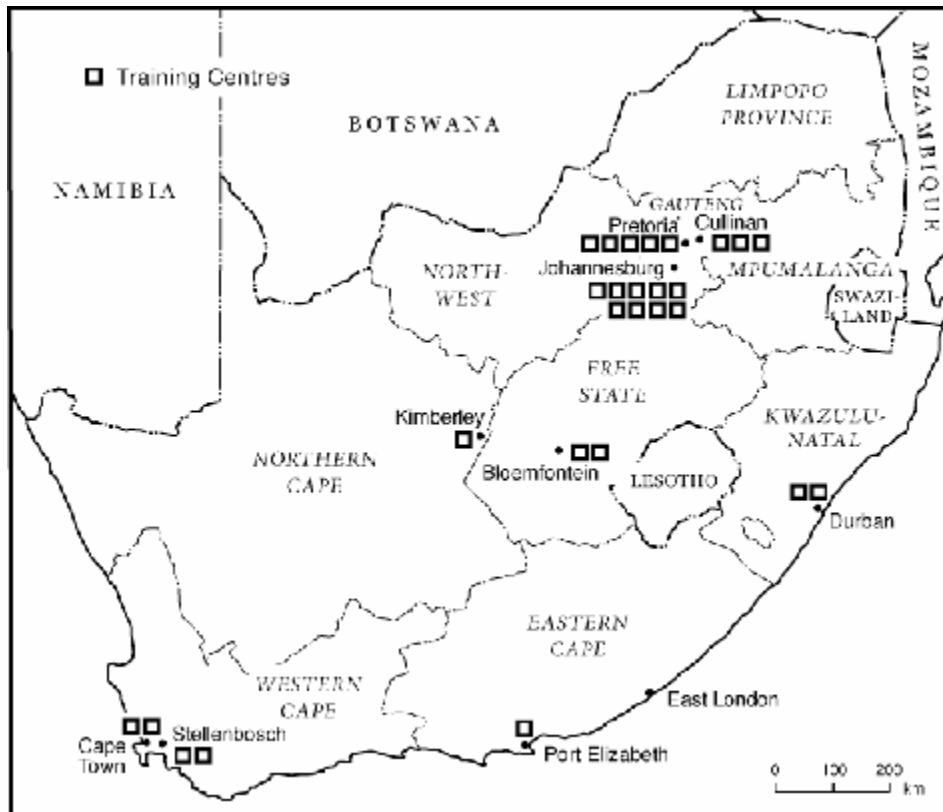 Training Centres
LIMPOPO
PROVINCE
MOZAMBIQUE
BOTSWANA
NAMIBIA
GAUTENG
Pretoria
Cullinan
Johannesburg
MPUMALANGA
NORTH-
WEST
SWAZI-
LAND
FREE
STATE
Kimberley
KWAZULU-
NATAL
NORTHERN
CAPE
Bloemfontein
LESOTHO
Durban
EASTERN
CAPE
WESTERN
CAPE
East London
Stellenbosch
Cape
Town
Port Elizabeth
0 100 200
km